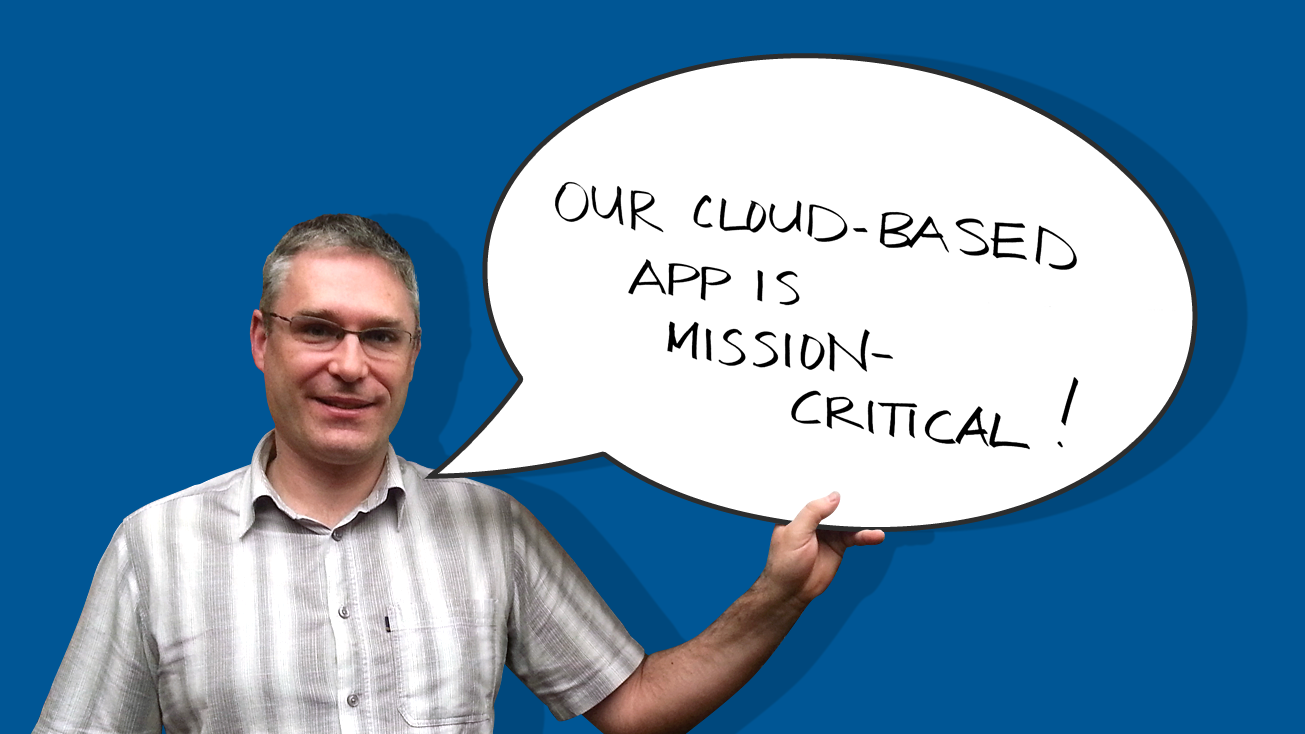 OUR CLOUD-BASED
APP IS
MISSION-
CRITICAL!